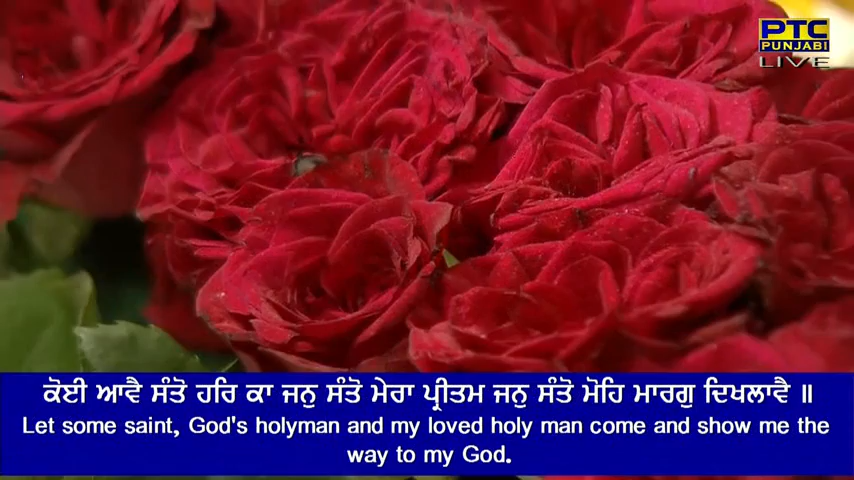 PTC
PUNJABI
LIVE
ਕੋਈ ਆਵੈ ਸੰਤੋ ਹਰਿ ਕਾ ਜਨੁ ਸੰਤੋ ਮੇਰਾ ਪ੍ਰੀਤਮ ਜਨੁ ਸੰਤੋ ਮੋਹਿ ਮਾਰਗੁ ਦਿਖਲਾਵੈ ॥
Let some saint, God's holyman and my loved holy man come and show me the
way to my God.